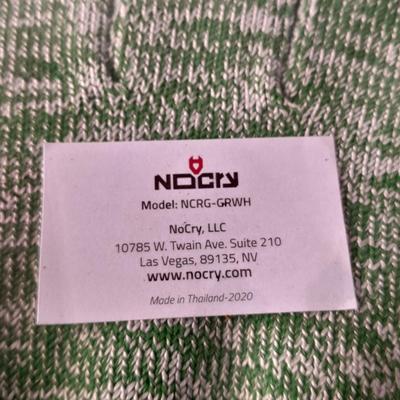 NOCry
Model: NCRG-GRWH
NoCry, LLC
10785 W. Twain Ave. Suite 210
Las Vegas, 89135, NV
www.nocry.com
Made in Thailand-2020